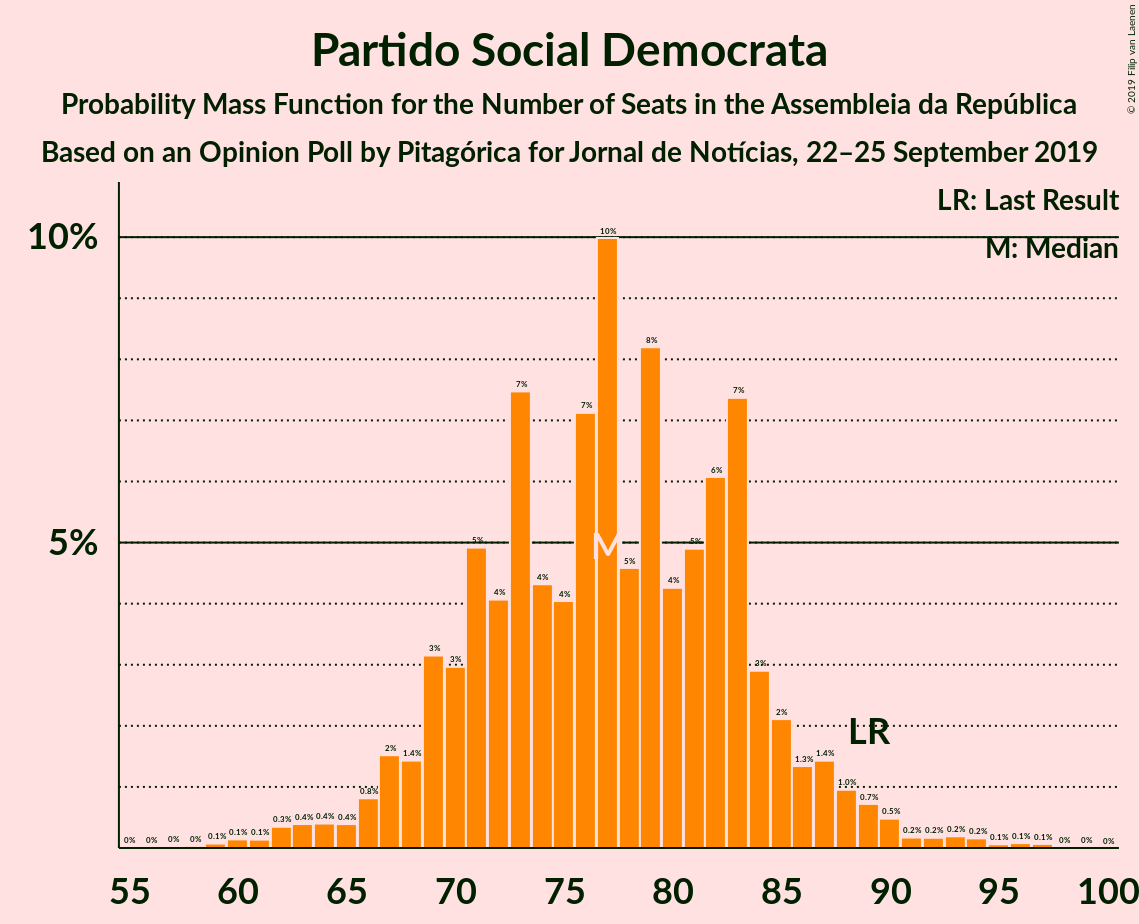 Partido Social Democrata
Probability Mass Function for the Number of Seats in the Assembleia da República
Based on an Opinion Poll by Pitagórica for Jornal de Notícias, 22–25 September 2019
© 2019 Filip van Laenen
LR: Last Result
M: Median
10%
5%
0% 0% 0% 0% 0.1% 0.1% 0.1% 0.3% 0.4% 0.4% 0.4% 0.8% 2% 1.4% 3% 3% 5% 4% 7% 4% 4% 7% 10% 5% 8% 4% 5% 6% 7% 3% 2% 1.3% 1.4% 1.0% 0.7% 0.5% 0.2% 0.2% 0.2% 0.2% 0.1% 0.1% 0.1% 0% 0% 0%
M
LR
55 60 65 70 75 80 85 90 95 100